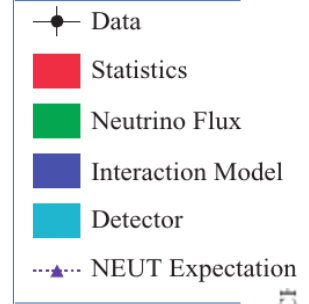 Data
Statistics
Neutrino Flux
Interaction Model
Detector
NEUT Expectation